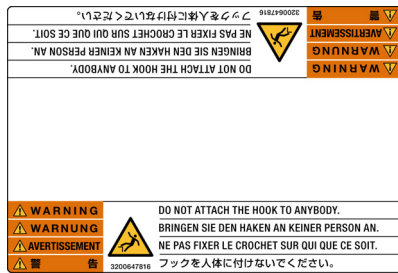 フックを人体に付けないでください。
3200647816
警 告
NE PAS FIXER LE CROCHET SUR QUI QUE CE SOIT.
AVERTISSEMENT
BRINGEN SIE DEN HAKEN AN KEINER PERSON AN.
WARNUNG
DO NOT ATTACH THE HOOK TO ANYBODY.
WARNING
WARNING
DO NOT ATTACH THE HOOK TO ANYBODY.
WARNUNG
BRINGEN SIE DEN HAKEN AN KEINER PERSON AN.
AVERTISSEMENT
NE PAS FIXER LE CROCHET SUR QUI QUE CE SOIT.
警 告
3200647816
フックを人体に付けないでください。